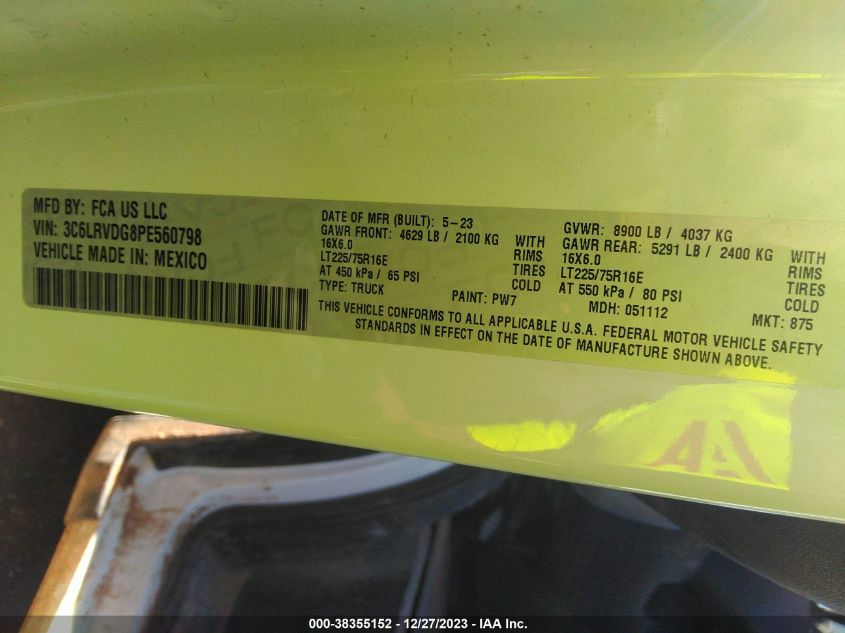 MFD BY: FCA US LLC
VIN: 3C6LRVDG8PE560798
VEHICLE MADE IN: MEXICO
DATE OF MFR (BUILT): 5-23
GAWR FRONT: 4629 LB / 2100 KG WITH
16X6.0 RIMS
LT225/75R16E TIRES
AT 450 kPa / 65 PSI COLD
TYPE: TRUCK PAINT: PW7
GVWR: 8900 LB / 4037 KG
GAWR REAR: 5291 LB / 2400 KG WITH
16X6.0 RIMS
LT225/75R16E TIRES
AT 550 kPa / 80 PSI COLD
MDH: 051112 MKT: 875
THIS VEHICLE CONFORMS TO ALL APPLICABLE U.S.A. FEDERAL MOTOR VEHICLE SAFETY
STANDARDS IN EFFECT ON THE DATE OF MANUFACTURE SHOWN ABOVE.
000-38355152 - 12/27/2023 - IAA Inc.